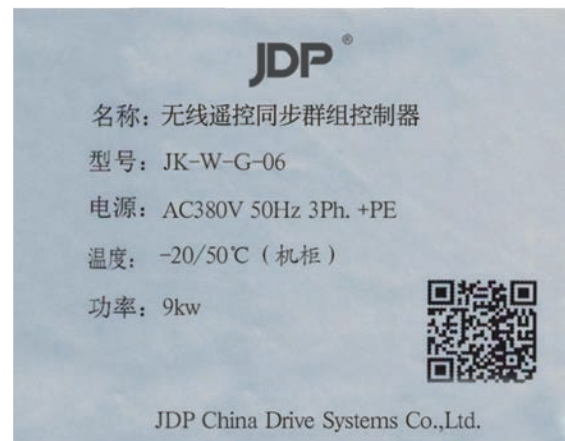 JDP®
名称：无线遥控同步群组控制器
型号：JK-W-G-06
电源：AC380V 50Hz 3Ph. +PE
温度：-20/50℃（机柜）
功率：9kw
JDP China Drive Systems Co.,Ltd.